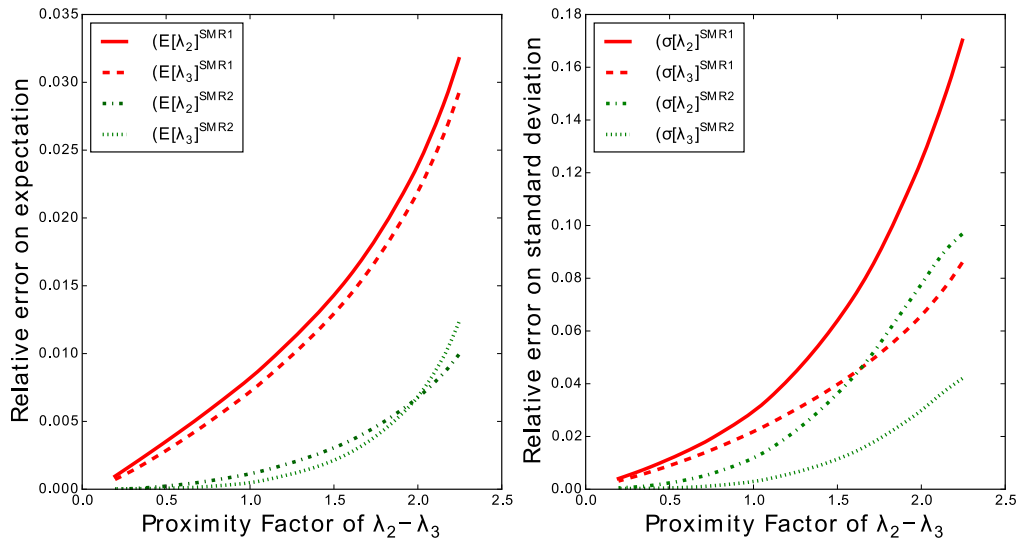 Relative error on expectation
0.035
0.030
0.025
0.020
0.015
0.010
0.005
0.000
(E[λ₂]^SMR1
(E[λ₃]^SMR1
(E[λ₂]^SMR2
(E[λ₃]^SMR2
0.0 0.5 1.0 1.5 2.0 2.5
Proximity Factor of λ₂−λ₃
Relative error on standard deviation
0.18
0.16
0.14
0.12
0.10
0.08
0.06
0.04
0.02
0.00
(σ[λ₂]^SMR1
(σ[λ₃]^SMR1
(σ[λ₂]^SMR2
(σ[λ₃]^SMR2
0.0 0.5 1.0 1.5 2.0 2.5
Proximity Factor of λ₂−λ₃